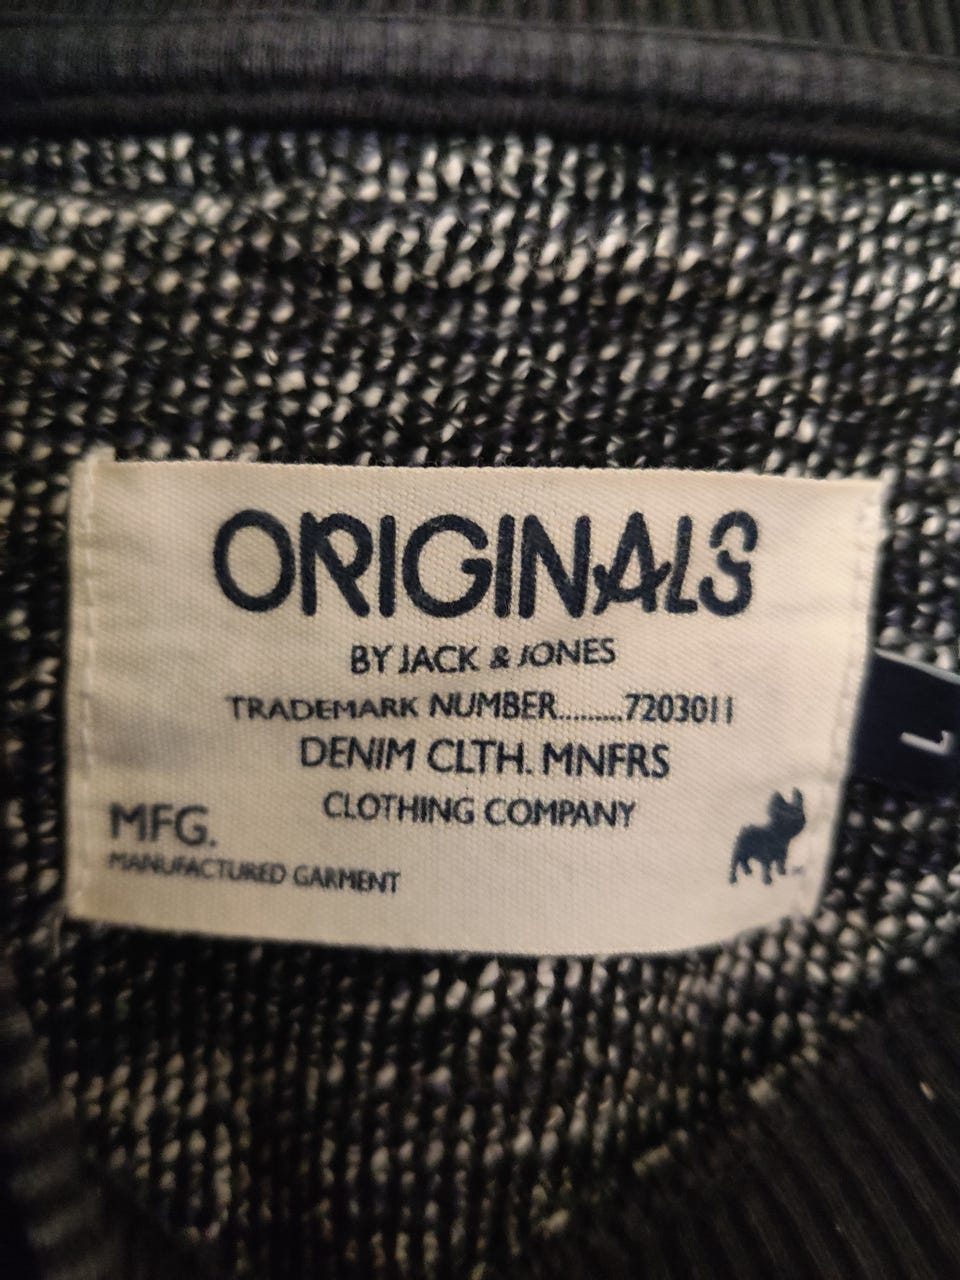 ORIGINALS
BY JACK & JONES
TRADEMARK NUMBER.........7203011
DENIM CLTH. MNFRS
CLOTHING COMPANY
MFG.
MANUFACTURED GARMENT
L